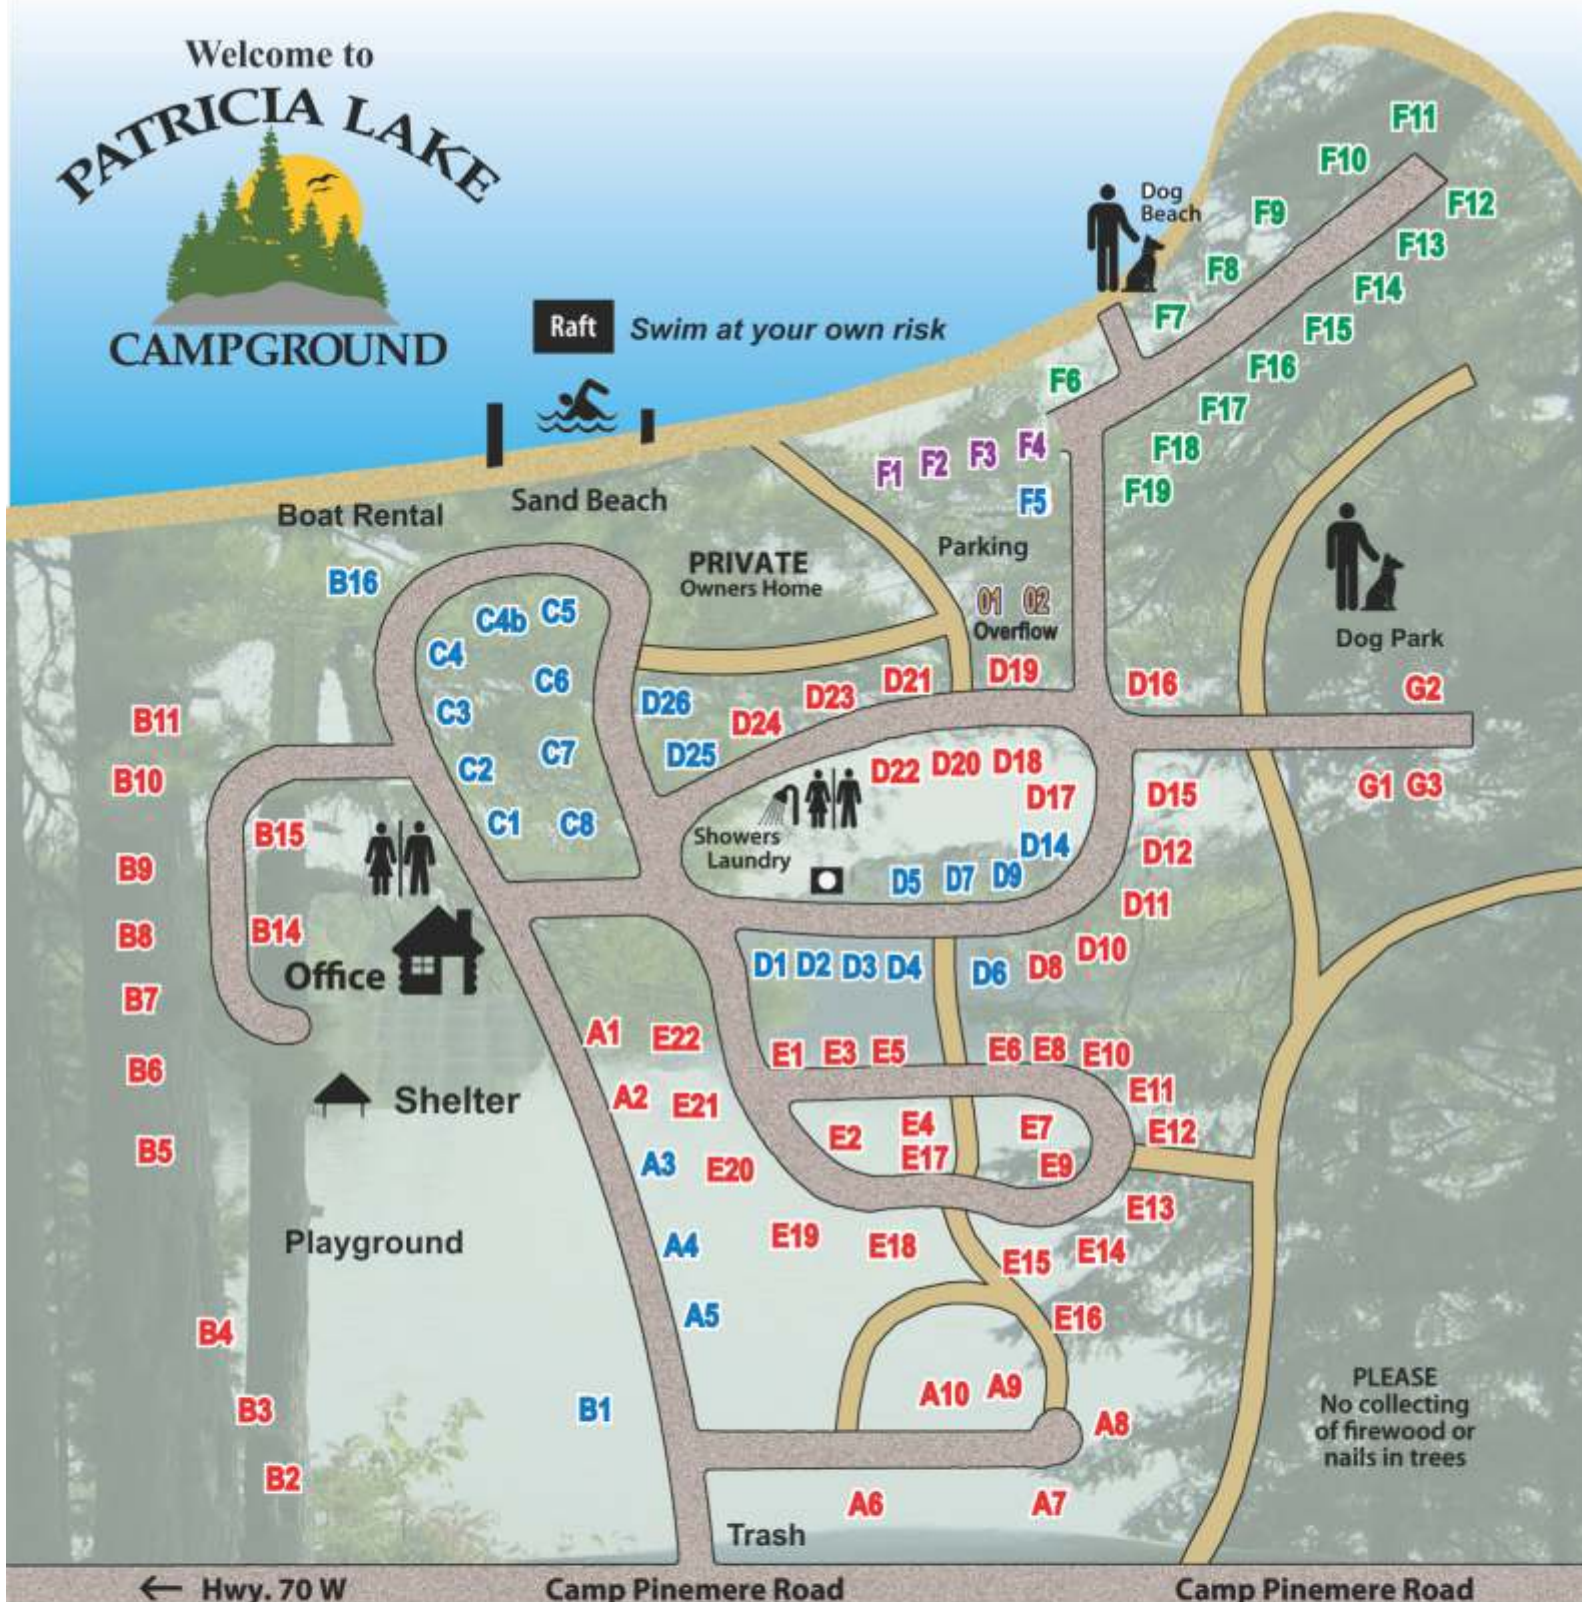 Welcome to
PATRICIA LAKE
CAMPGROUND
F11
F10
F12
Dog
Beach
F9
F13
F8
F14
F7
F15
Raft
Swim at your own risk
F16
F6
F17
F18
F1 F2 F3 F4
F19
F5
Boat Rental
Sand Beach
Parking
PRIVATE
Owners Home
B16
01 02
Overflow
Dog Park
C4b C5
C4
C6
C3
D26
D25
D24
D23
D21
D19
D16
G2
B11
B10
C2
C7
D22 D20 D18
D17
D15
G1 G3
C1
C8
B15
Showers
Laundry
D14
D12
B9
D5 D7 D9
D11
B8
B14
D10
Office
D1 D2 D3 D4
D6
D8
B7
A1
E22
E1 E3 E5
E6 E8 E10
B6
Shelter
A2
E21
E11
E2
E4
E7
E12
B5
A3
E20
E17
E9
E13
Playground
A4
E19
E18
E15
E14
A5
E16
B4
PLEASE
No collecting
of firewood or
nails in trees
B3
B1
A10
A9
A8
B2
A6
A7
Trash
← Hwy. 70 W
Camp Pinemere Road
Camp Pinemere Road